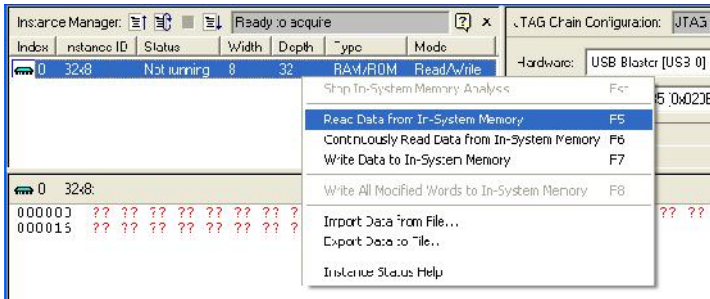 Instance Manager: Ready to acquire
JTAG Chain Configuration: JTAG
Index Instance ID Status Width Depth Type Mode
0 32x8 Not running 8 32 RAM/ROM Read/Write
Hardware: USB Blaster [USB 0]
Stop In-System Memory Analysis Esc
Read Data from In-System Memory F5
Continuously Read Data from In-System Memory F6
Write Data to In-System Memory F7
Write All Modified Words to In-System Memory F8
Import Data from File...
Export Data to File...
Instance Status Help
0 32x8:
000000 ?? ?? ?? ?? ?? ?? ?? ? ?? ??
000016 ?? ?? ?? ?? ?? ?? ?? ?